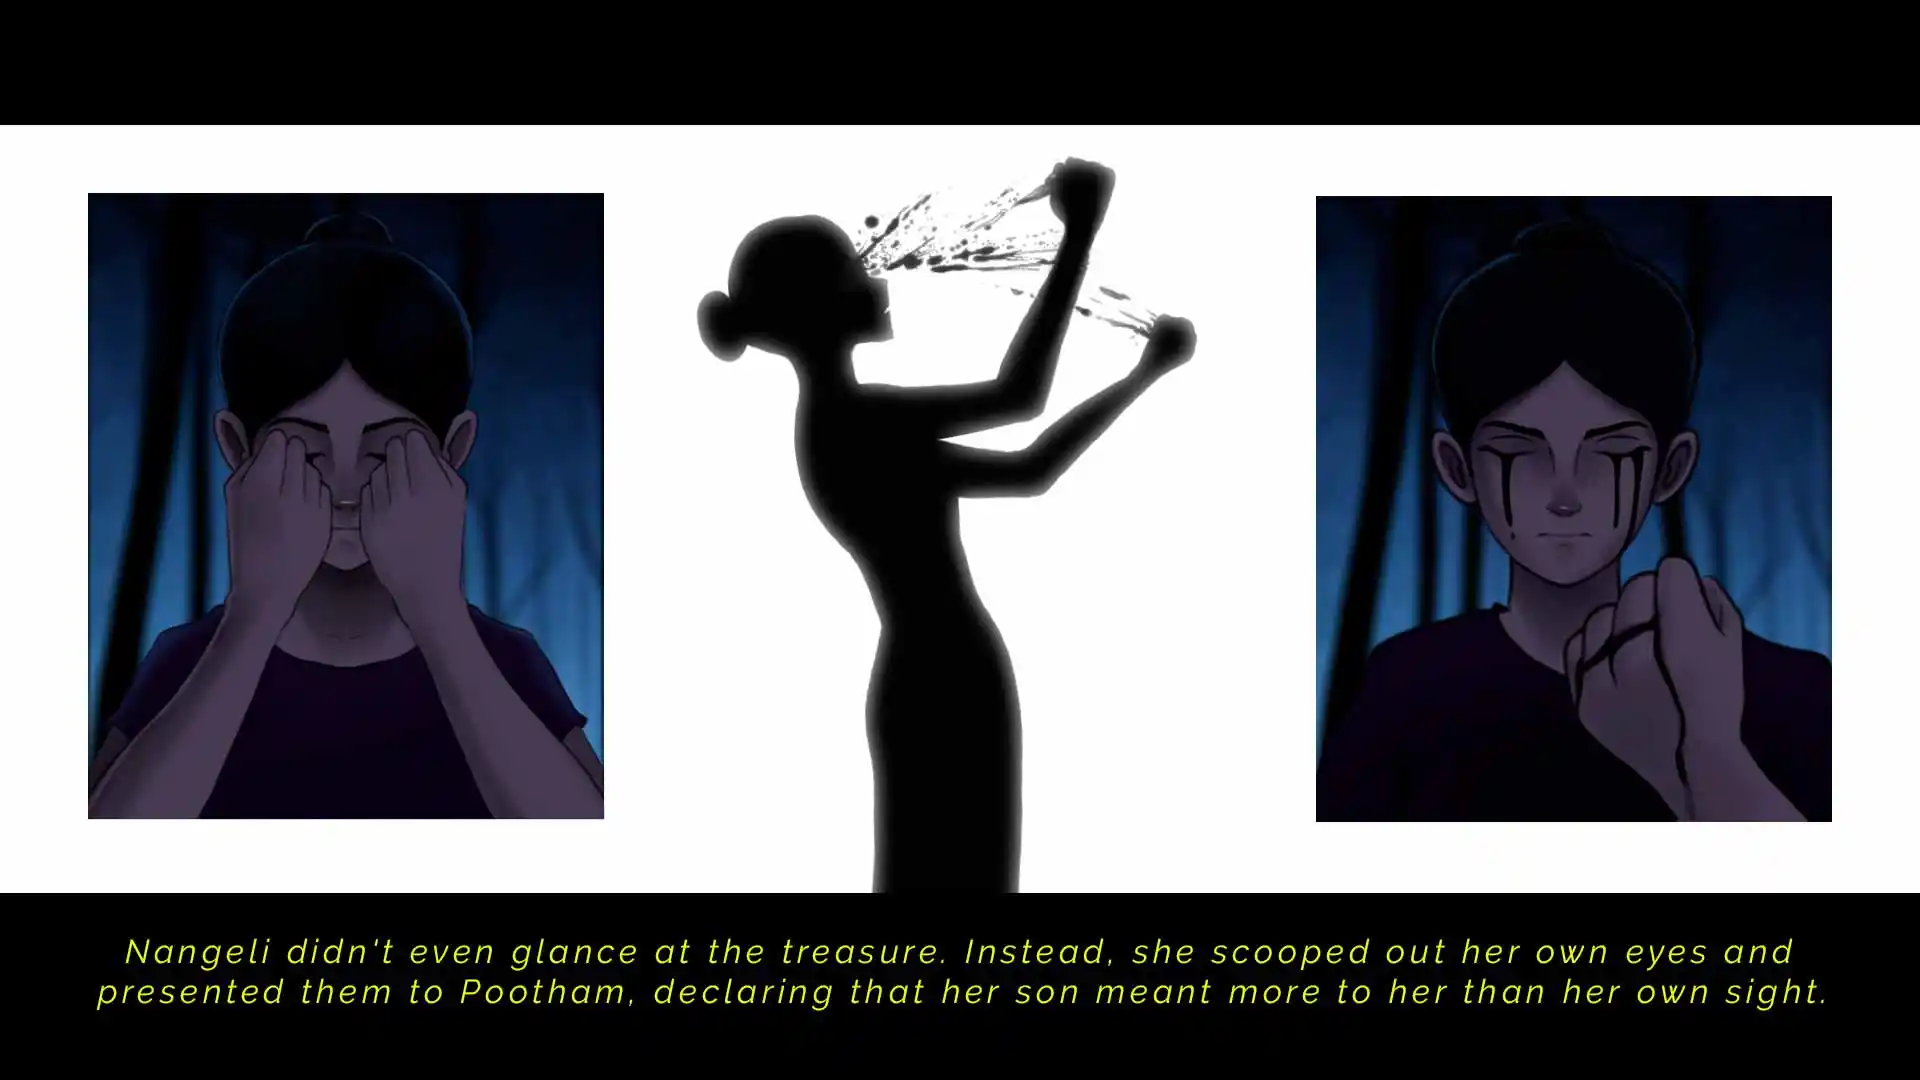 Nangeli didn't even glance at the treasure. Instead, she scooped out her own eyes and
presented them to Pootham, declaring that her son meant more to her than her own sight.